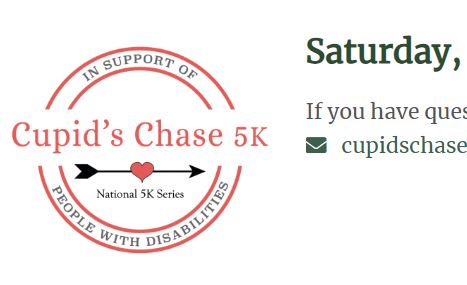 IN SUPPORT OF
Cupid's Chase 5K
National 5K Series
PEOPLE WITH DISABILITIES
Saturday,
If you have ques
cupidschase